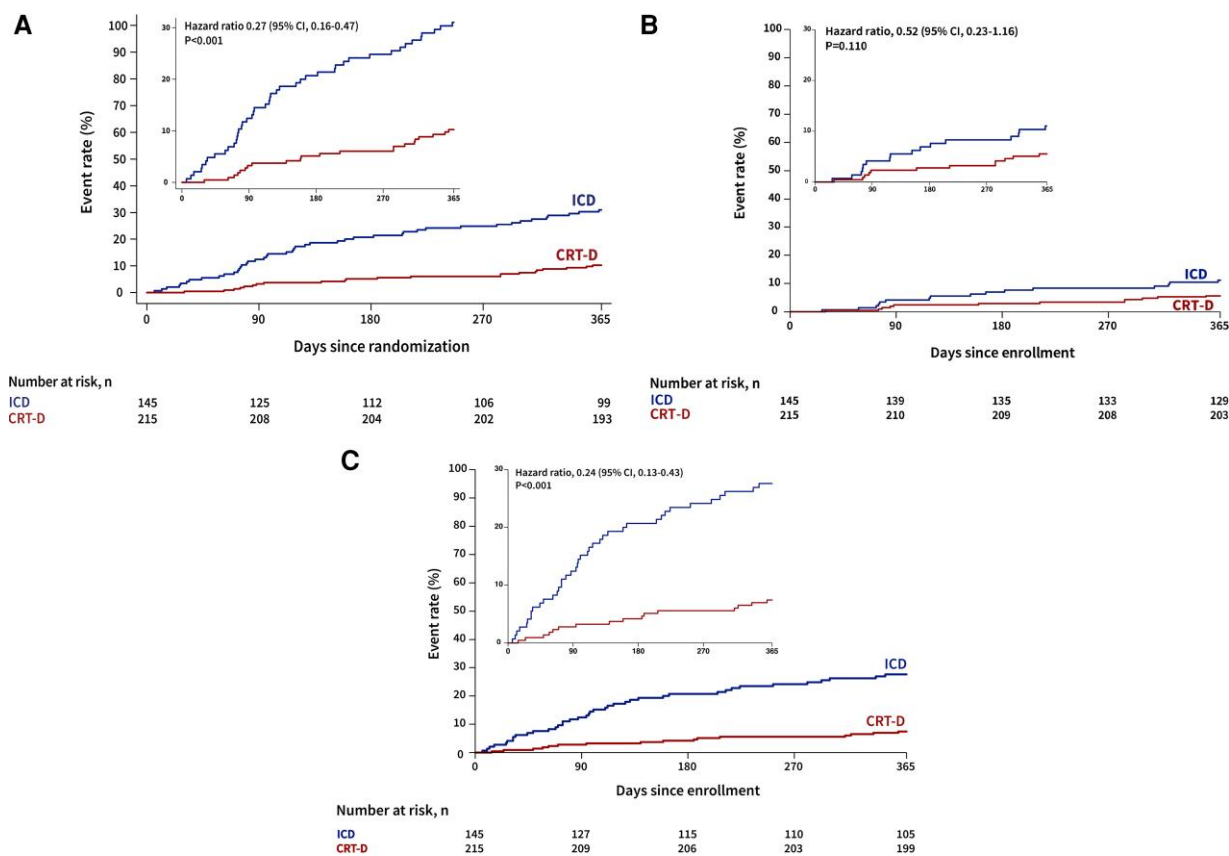 A
Hazard ratio 0.27 (95% CI, 0.16-0.47)
P<0.001
30
20
10
0
0 90 180 270 365
100
90
80
70
60
50
40
30
20
10
0
Event rate (%)
ICD
CRT-D
0 90 180 270 365
Days since randomization
Number at risk, n
ICD 145 125 112 106 99
CRT-D 215 208 204 202 193
B
Hazard ratio, 0.52 (95% CI, 0.23-1.16)
P=0.110
30
20
10
0
0 90 180 270 365
100
90
80
70
60
50
40
30
20
10
0
Event rate (%)
ICD
CRT-D
0 90 180 270 365
Days since enrollment
Number at risk, n
ICD 145 139 135 133 129
CRT-D 215 210 209 208 203
C
Hazard ratio, 0.24 (95% CI, 0.13-0.43)
P<0.001
30
20
10
0
0 90 180 270 365
100
90
80
70
60
50
40
30
20
10
0
Event rate (%)
ICD
CRT-D
0 90 180 270 365
Days since enrollment
Number at risk, n
ICD 145 127 115 110 105
CRT-D 215 209 206 203 199